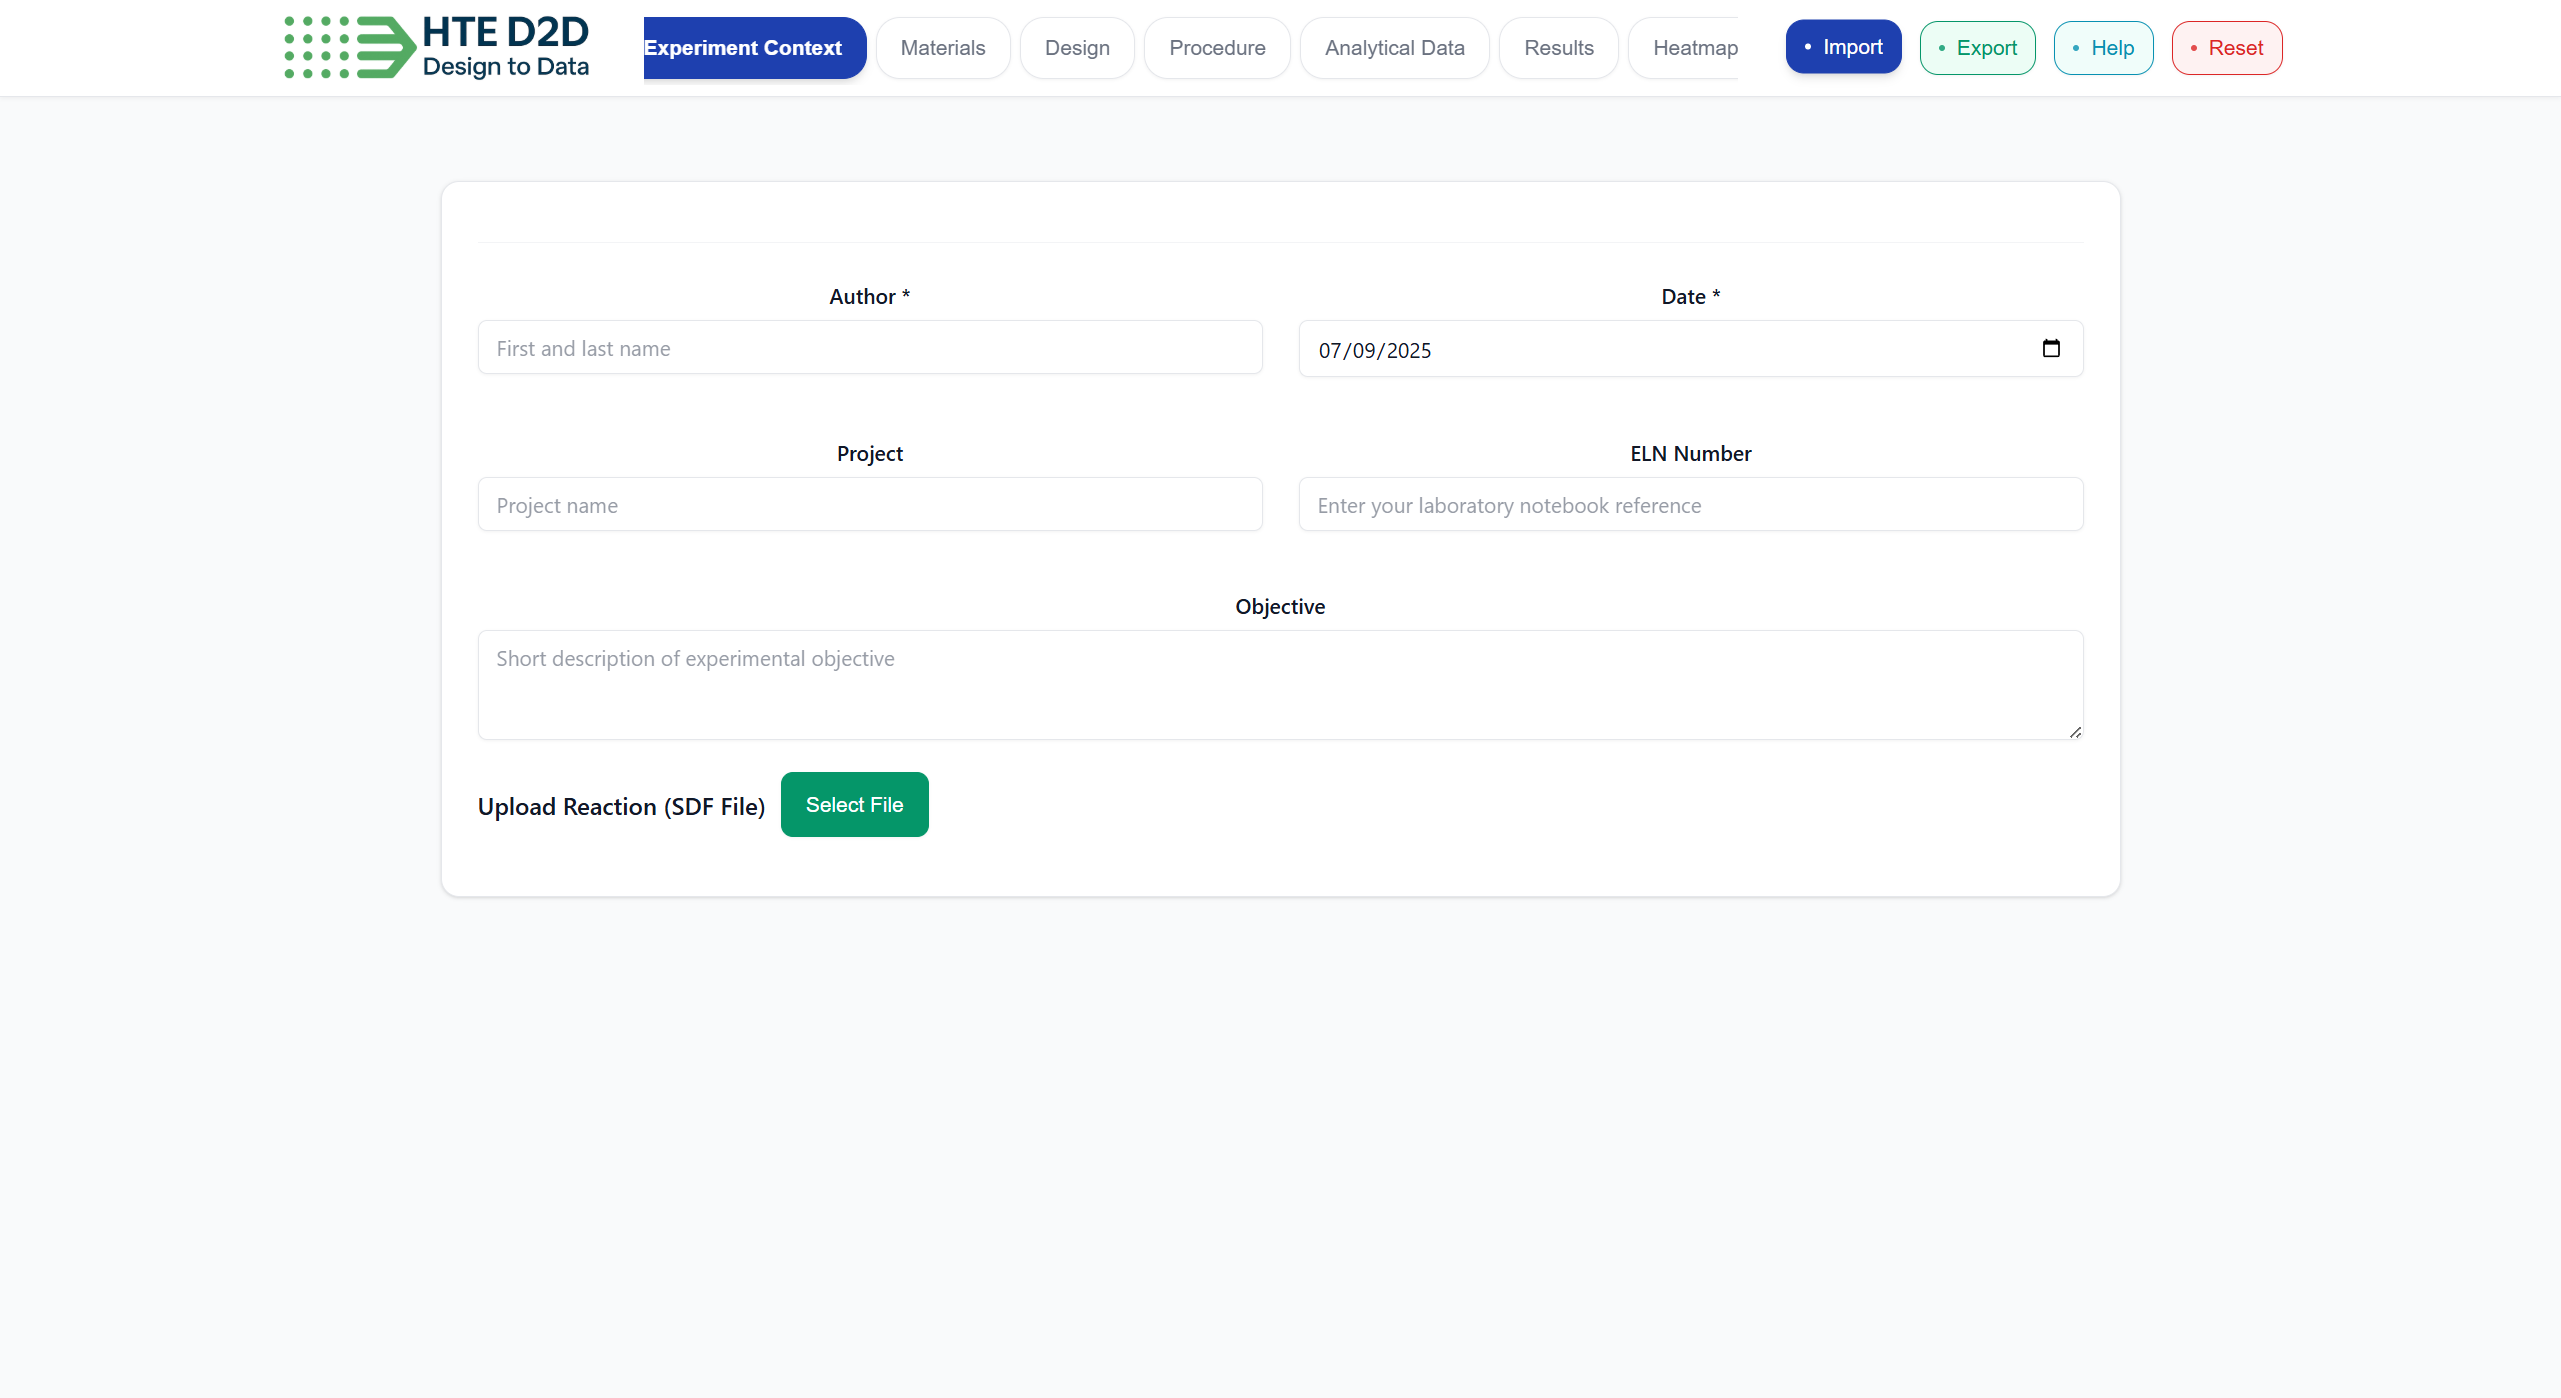 HTE D2D
Design to Data
Experiment Context
Materials
Design
Procedure
Analytical Data
Results
Heatmap
• Import
• Export
• Help
• Reset
Author *
Date *
First and last name
07/09/2025
Project
ELN Number
Project name
Enter your laboratory notebook reference
Objective
Short description of experimental objective
Upload Reaction (SDF File)
Select File